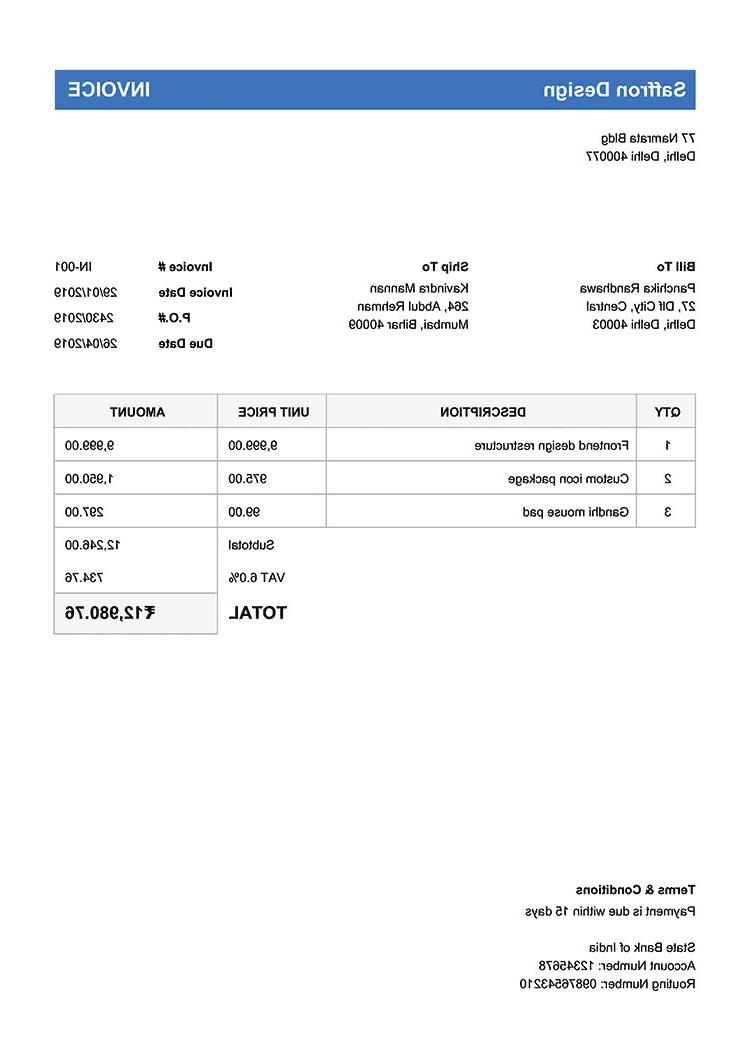 Saffron Design INVOICE
77 Namrata Bldg
Delhi, Delhi 400077
Bill To Ship To Invoice # IN-001
Panchika Randhawa Kavindra Mannan Invoice Date 29/01/2019
27, Dlf City, Central 264, Abdul Rehman P.O.# 2430/2019
Delhi, Delhi 40003 Mumbai, Bihar 40009 Due Date 26/04/2019
QTY DESCRIPTION UNIT PRICE AMOUNT
1 Frontend design restructure 9,999.00 9,999.00
2 Custom icon package 975.00 1,950.00
3 Gandhi mouse pad 99.00 297.00
Subtotal 12,246.00
VAT 6.0% 734.76
TOTAL ₹12,980.76
Terms & Conditions
Payment is due within 15 days
State Bank of India
Account Number: 12345678
Routing Number: 09876543210